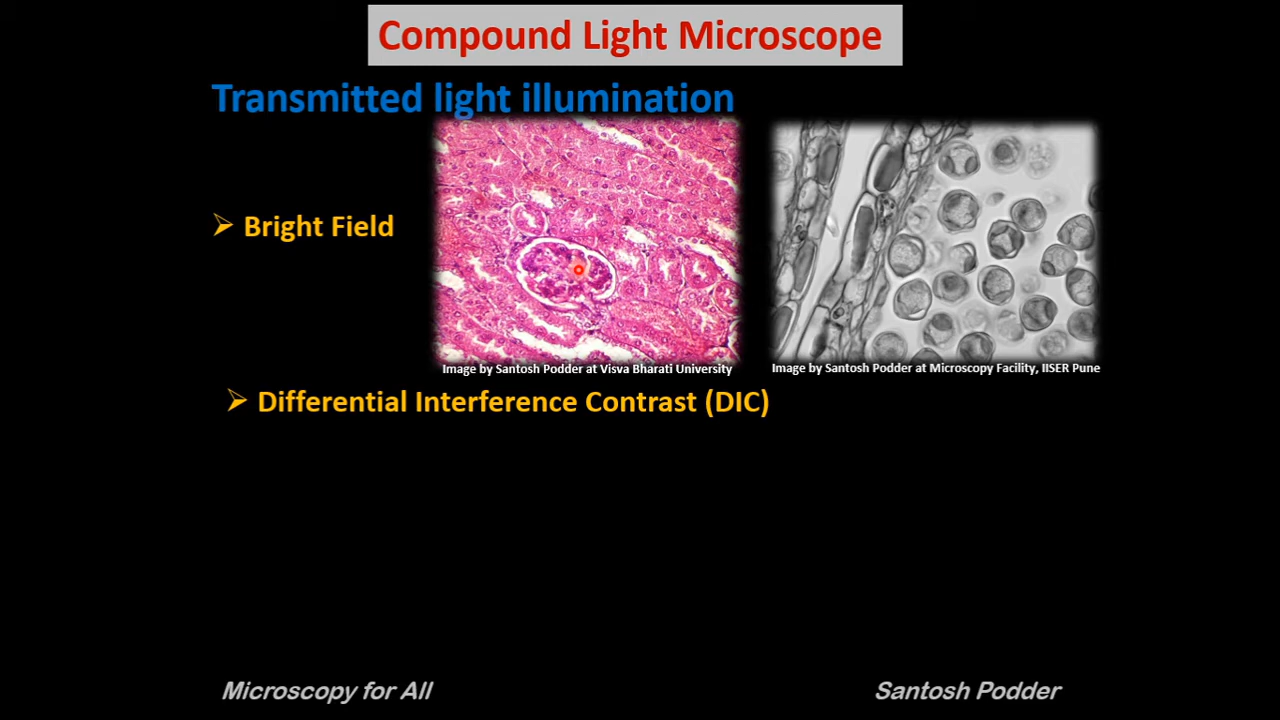 Compound Light Microscope
Transmitted light illumination
Bright Field
Image by Santosh Podder at Visva Bharati University
Image by Santosh Podder at Microscopy Facility, IISER Pune
Differential Interference Contrast (DIC)
Microscopy for All
Santosh Podder